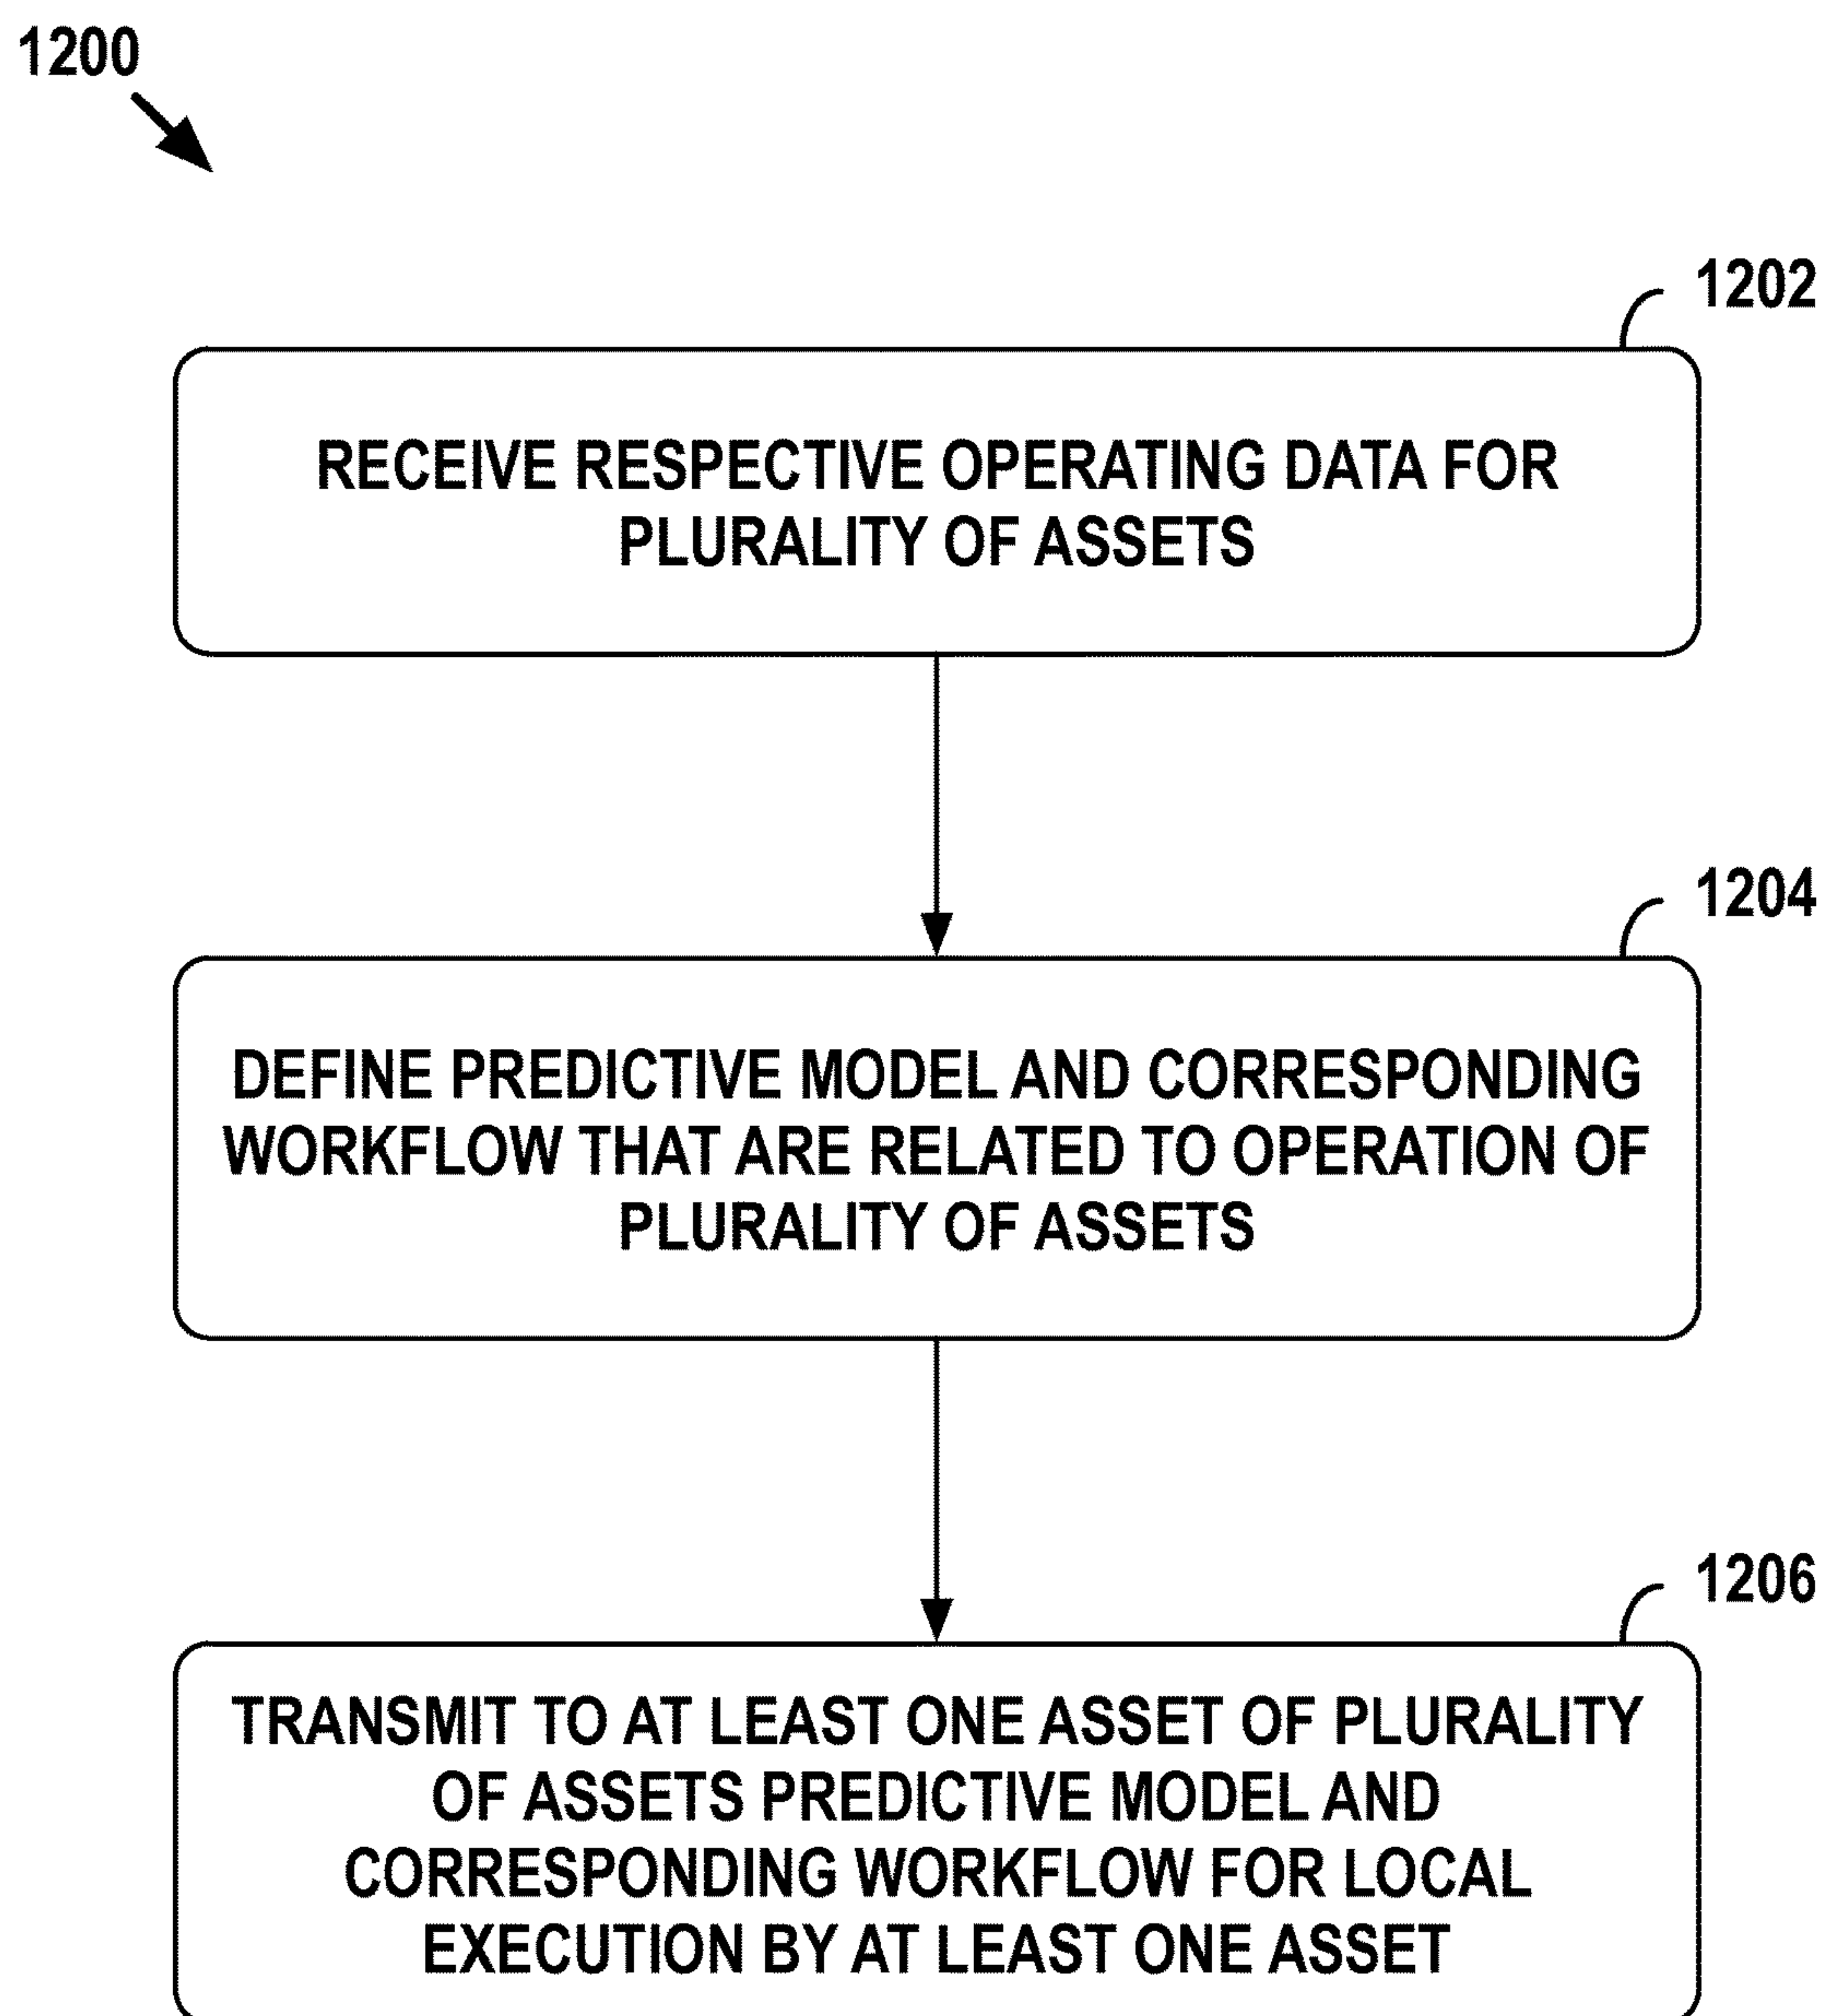 1200
1202
RECEIVE RESPECTIVE OPERATING DATA FOR
PLURALITY OF ASSETS
1204
DEFINE PREDICTIVE MODEL AND CORRESPONDING
WORKFLOW THAT ARE RELATED TO OPERATION OF
PLURALITY OF ASSETS
1206
TRANSMIT TO AT LEAST ONE ASSET OF PLURALITY
OF ASSETS PREDICTIVE MODEL AND
CORRESPONDING WORKFLOW FOR LOCAL
EXECUTION BY AT LEAST ONE ASSET